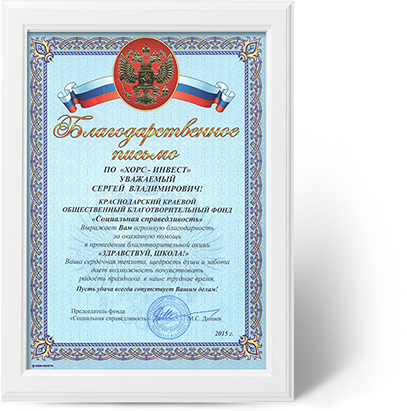 Благодарственное
письмо
ПО «ХОРС - ИНВЕСТ»
УВАЖАЕМЫЙ
СЕРГЕЙ ВЛАДИМИРОВИЧ!
КРАСНОДАРСКИЙ КРАЕВОЙ
ОБЩЕСТВЕННЫЙ БЛАГОТВОРИТЕЛЬНЫЙ ФОНД
«Социальная справедливость»
Выражает Вам огромную благодарность
за оказанную помощь
в проведении благотворительной акции
«ЗДРАВСТВУЙ, ШКОЛА!»
Ваша сердечная теплота, щедрость души и забота
дает возможность почувствовать
радость праздника в наше трудное время.
Пусть удача всегда сопутствует Вашим делам!
Председатель фонда
«Социальная справедливость» М.С. Динаев
2015 г.